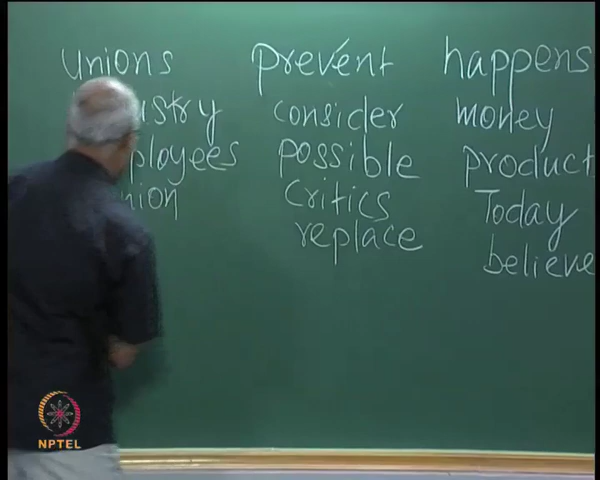 unions prevent happens
consider money
possible product
critics Today
replace
believe
NPTEL